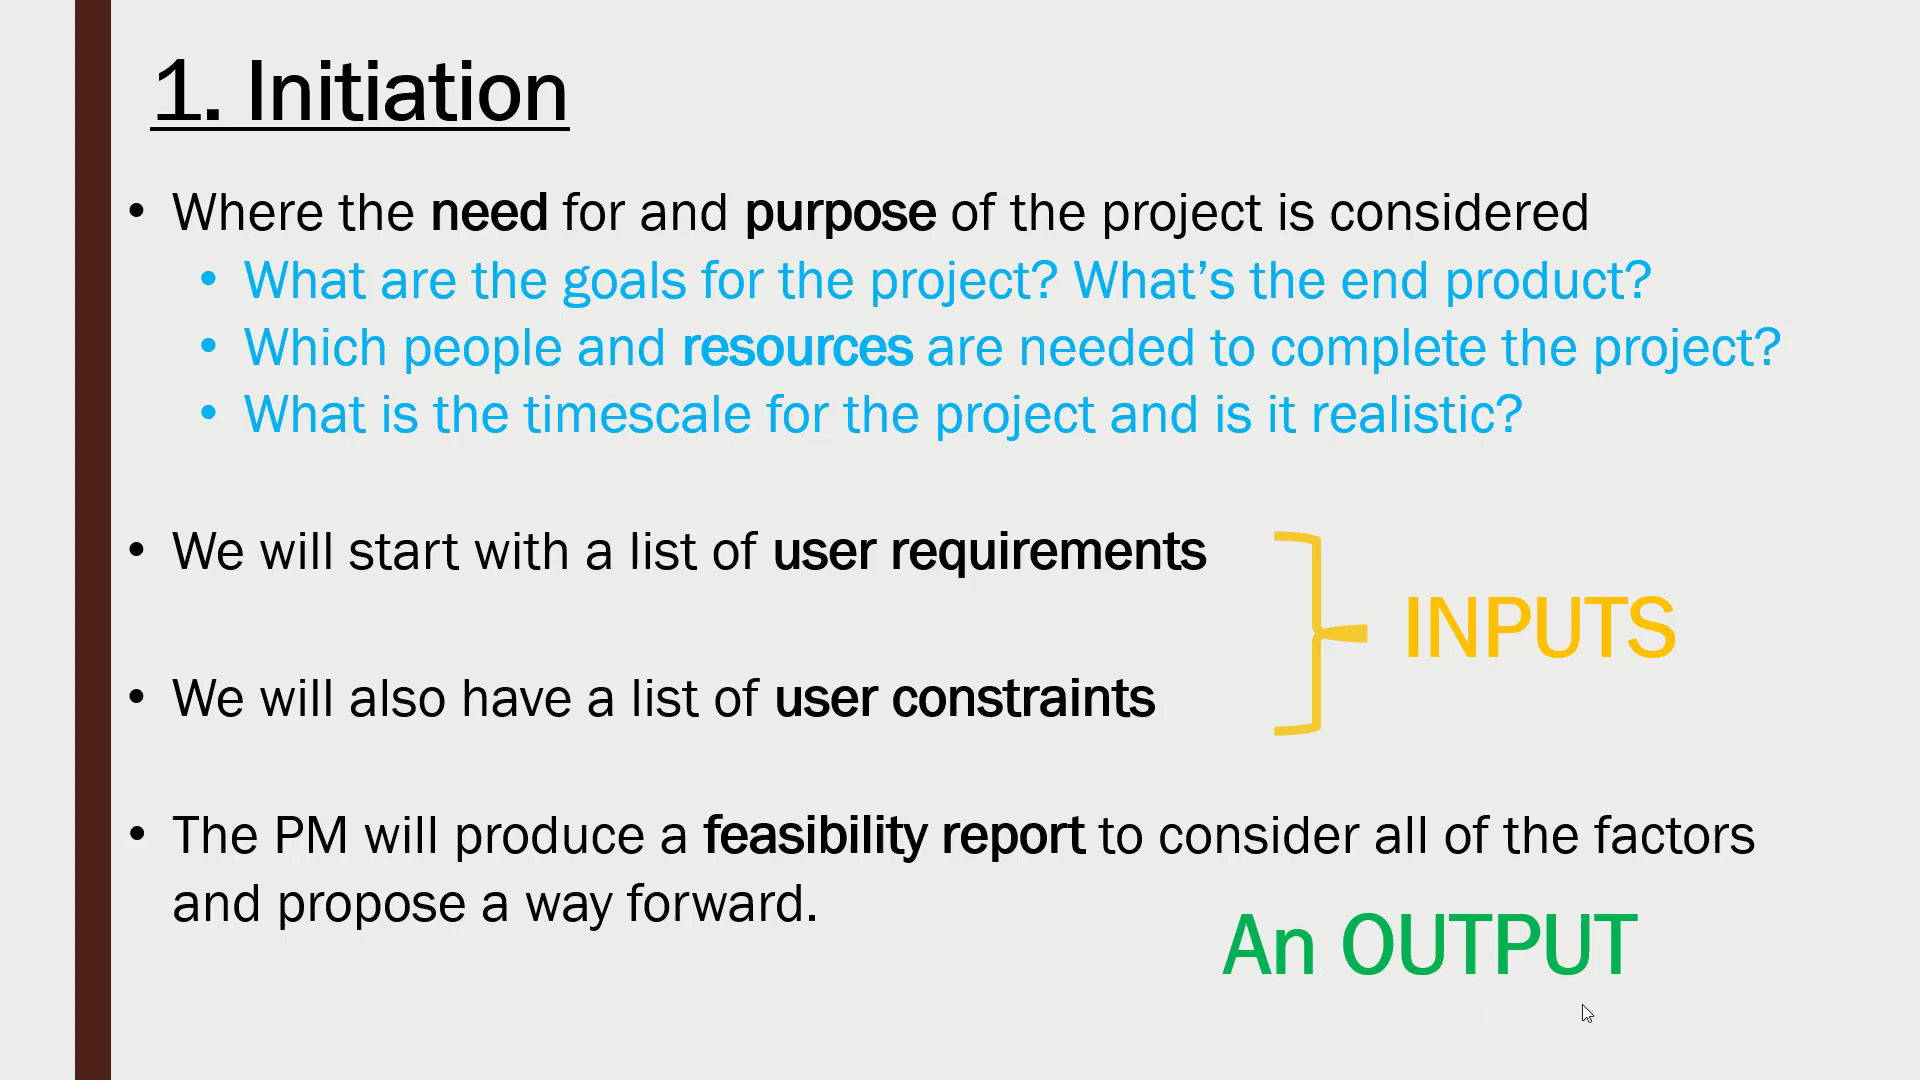 1. Initiation
• Where the need for and purpose of the project is considered
• What are the goals for the project? What’s the end product?
• Which people and resources are needed to complete the project?
• What is the timescale for the project and is it realistic?
• We will start with a list of user requirements
INPUTS
• We will also have a list of user constraints
• The PM will produce a feasibility report to consider all of the factors
and propose a way forward.
An OUTPUT